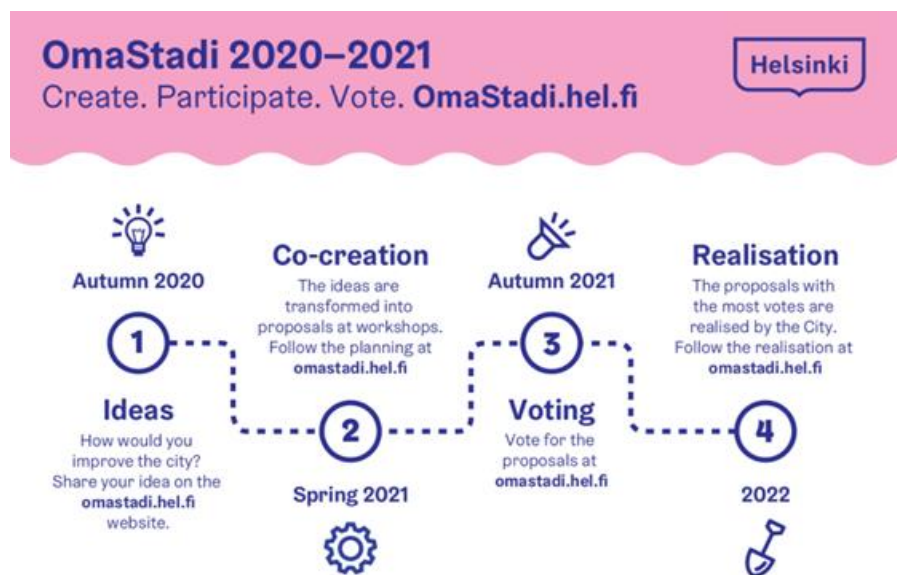 OmaStadi 2020–2021
Create. Participate. Vote. OmaStadi.hel.fi
Helsinki
Autumn 2020
1
Ideas
How would you
improve the city?
Share your idea on the
omastadi.hel.fi
website.
Co-creation
The ideas are
transformed into
proposals at workshops.
Follow the planning at
omastadi.hel.fi
2
Spring 2021
Autumn 2021
3
Voting
Vote for the
proposals at
omastadi.hel.fi
Realisation
The proposals with
the most votes are
realised by the City.
Follow the realisation at
omastadi.hel.fi
4
2022